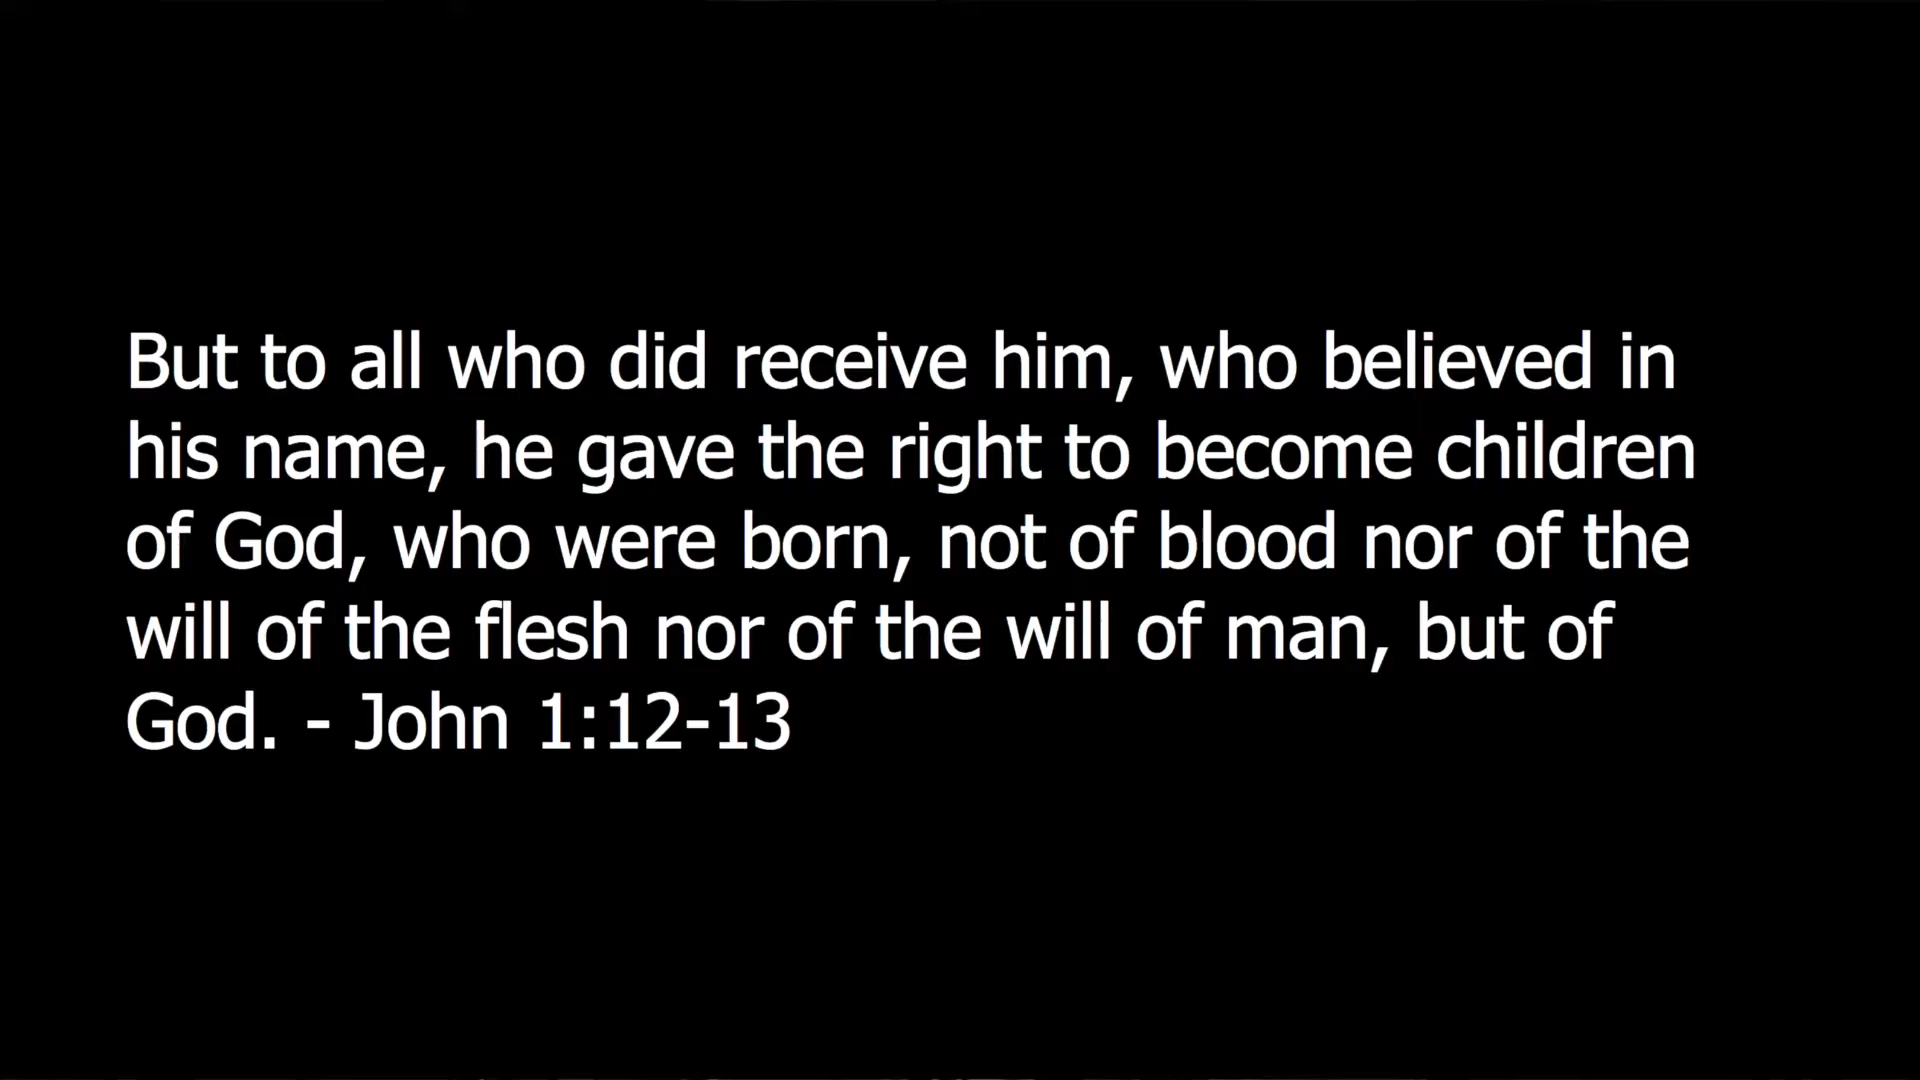 But to all who did receive him, who believed in
his name, he gave the right to become children
of God, who were born, not of blood nor of the
will of the flesh nor of the will of man, but of
God. - John 1:12-13